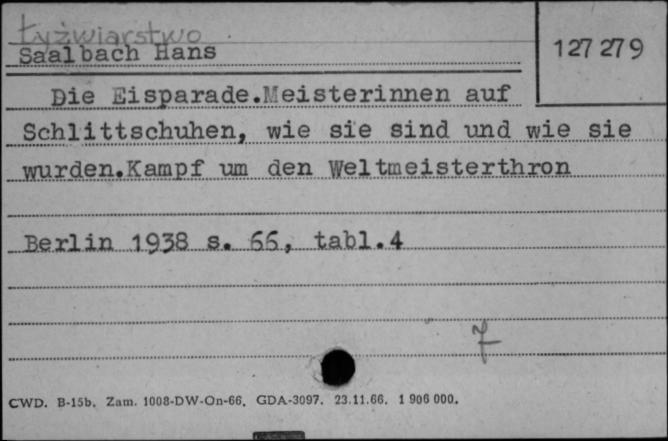 Łyżwiarstwo
Saalbach Hans
127 279
Die Eisparade.Meisterinnen auf
Schlittschuhen, wie sie sind und wie sie
wurden.Kampf um den Weltmeisterthron
Berlin 1938 s. 66, tabl.4
7
CWD. B-15b. Zam. 1008-DW-On-66. GDA-3097. 23.11.66. 1 906 000.